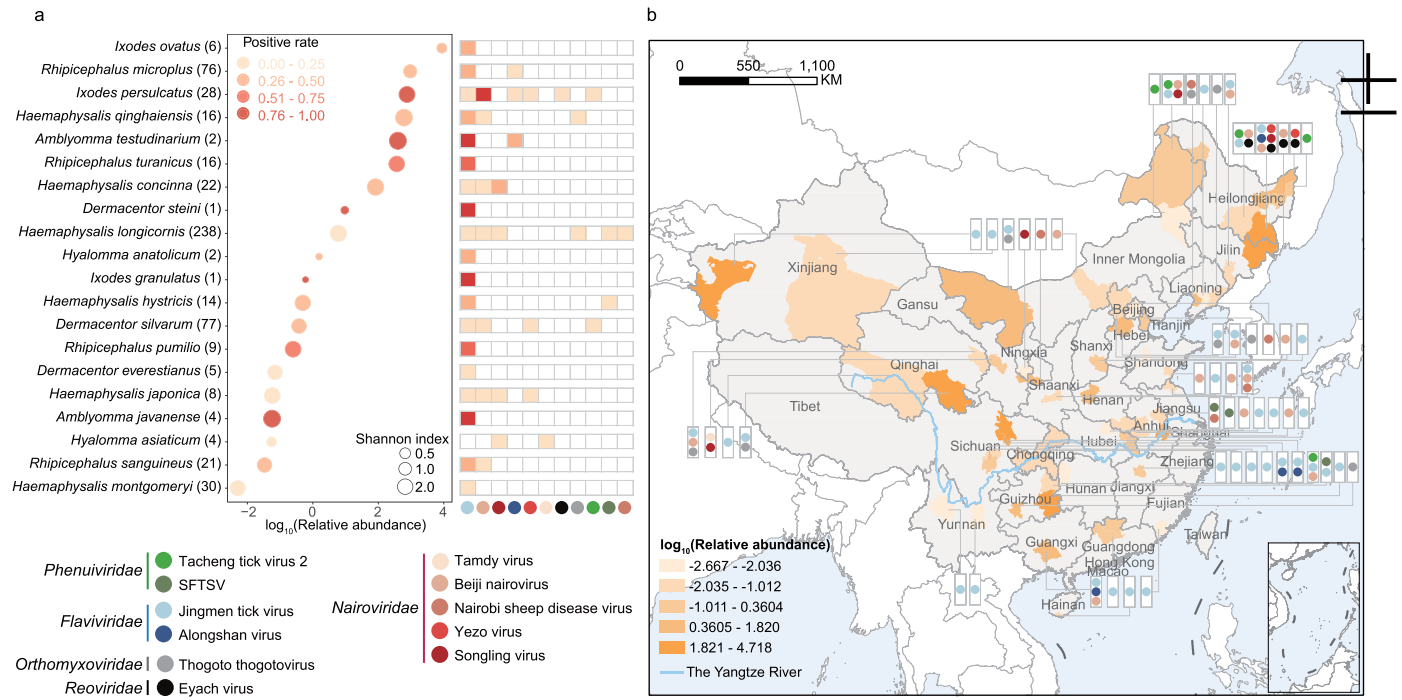 a
b
Ixodes ovatus (6)
Rhipicephalus microplus (76)
Ixodes persulcatus (28)
Haemaphysalis qinghaiensis (16)
Amblyomma testudinarium (2)
Rhipicephalus turanicus (16)
Haemaphysalis concinna (22)
Dermacentor steini (1)
Haemaphysalis longicornis (238)
Hyalomma anatolicum (2)
Ixodes granulatus (1)
Haemaphysalis hystricis (14)
Dermacentor silvarum (77)
Rhipicephalus pumilio (9)
Dermacentor everestianus (5)
Haemaphysalis japonica (8)
Amblyomma javanense (4)
Hyalomma asiaticum (4)
Rhipicephalus sanguineus (21)
Haemaphysalis montgomeryi (30)
Positive rate
0.00 - 0.25
0.26 - 0.50
0.51 - 0.75
0.76 - 1.00
Shannon index
0.5
1.0
2.0
−2 0 2 4
log10(Relative abundance)
Phenuiviridae
Tacheng tick virus 2
SFTSV
Flaviviridae
Jingmen tick virus
Alongshan virus
Orthomyxoviridae
Thogoto thogotovirus
Reoviridae
Eyach virus
Nairoviridae
Tamdy virus
Beiji nairovirus
Nairobi sheep disease virus
Yezo virus
Songling virus
0 550 1,100
KM
Heilongjiang
Jilin
Inner Mongolia
Liaoning
Xinjiang
Gansu
Beijing
Tianjin
Hebei
Shanxi
Ningxia
Shandong
Qinghai
Shaanxi
Henan
Tibet
Jiangsu
Anhui
Shanghai
Sichuan
Hubei
Chongqing
Zhejiang
Hunan
Jiangxi
Guizhou
Fujian
Yunnan
Taiwan
Guangxi
Guangdong
Hong Kong
Macao
Hainan
log10(Relative abundance)
-2.667 - -2.036
-2.035 - -1.012
-1.011 - 0.3604
0.3605 - 1.820
1.821 - 4.718
The Yangtze River